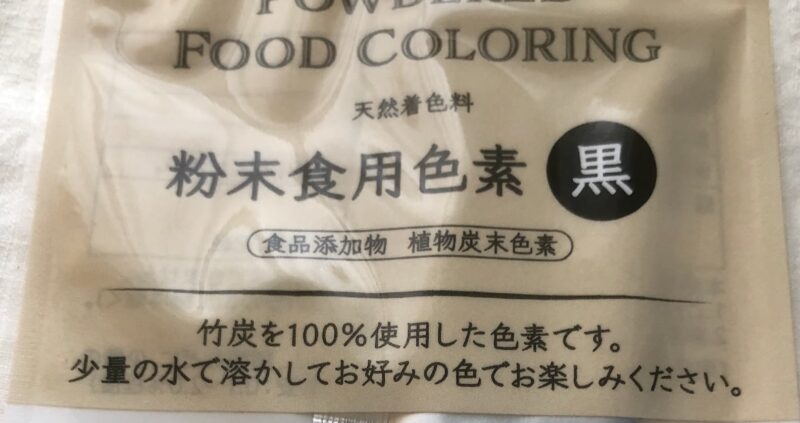 POWDERED
FOOD COLORING
天然着色料
粉末食用色素 黒
食品添加物 植物炭末色素
竹炭を100%使用した色素です。
少量の水で溶かしてお好みの色でお楽しみください。